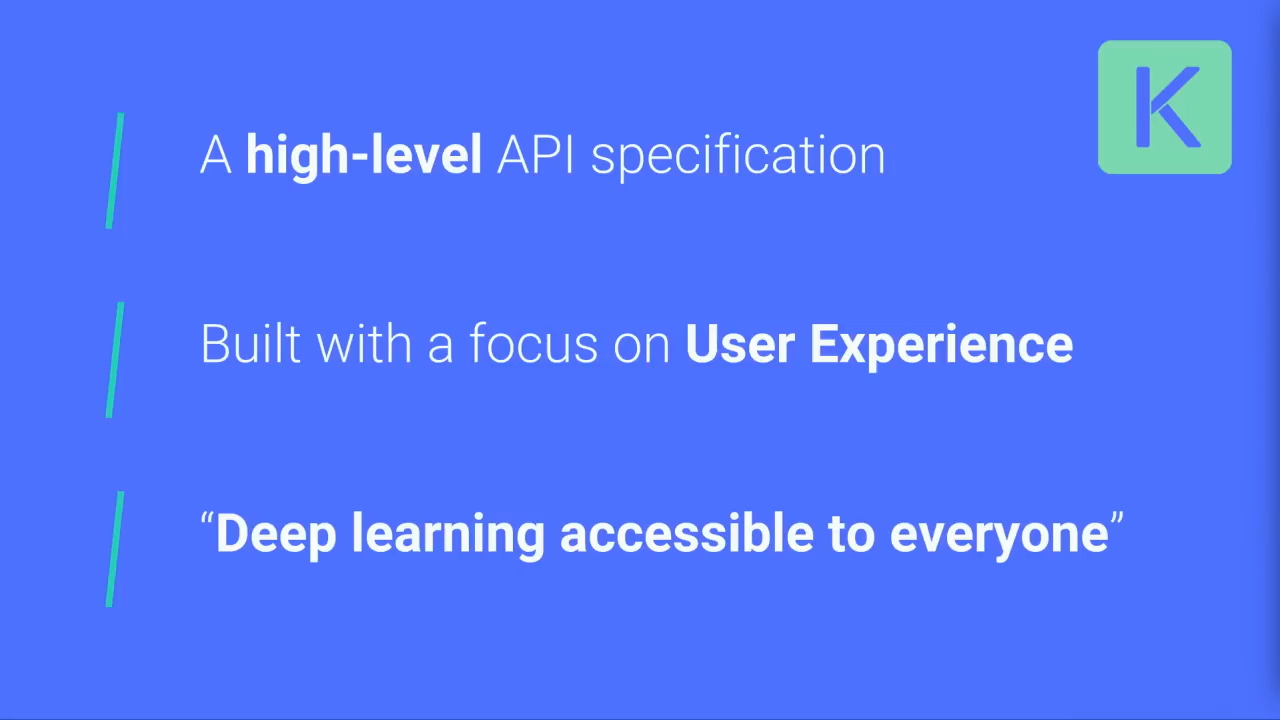 K
A high-level API specification
Built with a focus on User Experience
“Deep learning accessible to everyone”